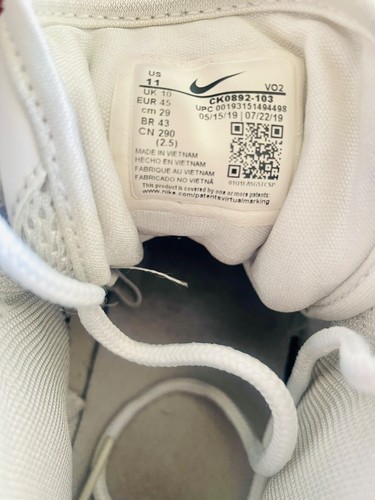 US
11
UK 10
EUR 45
cm 29
BR 43
CN 290
(2.5)
VO2
CK0892-103
UPC 00193151494498
05/15/19 | 07/22/19
MADE IN VIETNAM
HECHO EN VIETNAM
FABRIQUE AU VIETNAM
FABRICADO NO VIETNÃ
This product is covered by one or more patents
www.nike.com/patentsvirtualmarking